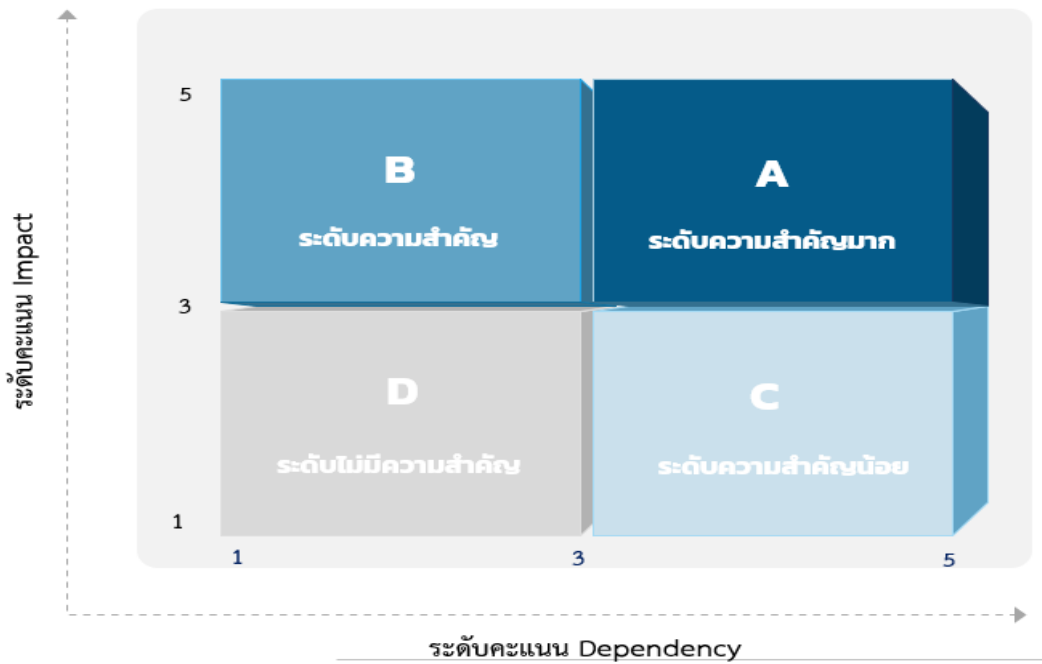 ระดับคะแนน Impact
5
B
ระดับความสำคัญ
A
ระดับความสำคัญมาก
3
D
ระดับไม่มีความสำคัญ
C
ระดับความสำคัญน้อย
1
1
3
5
ระดับคะแนน Dependency